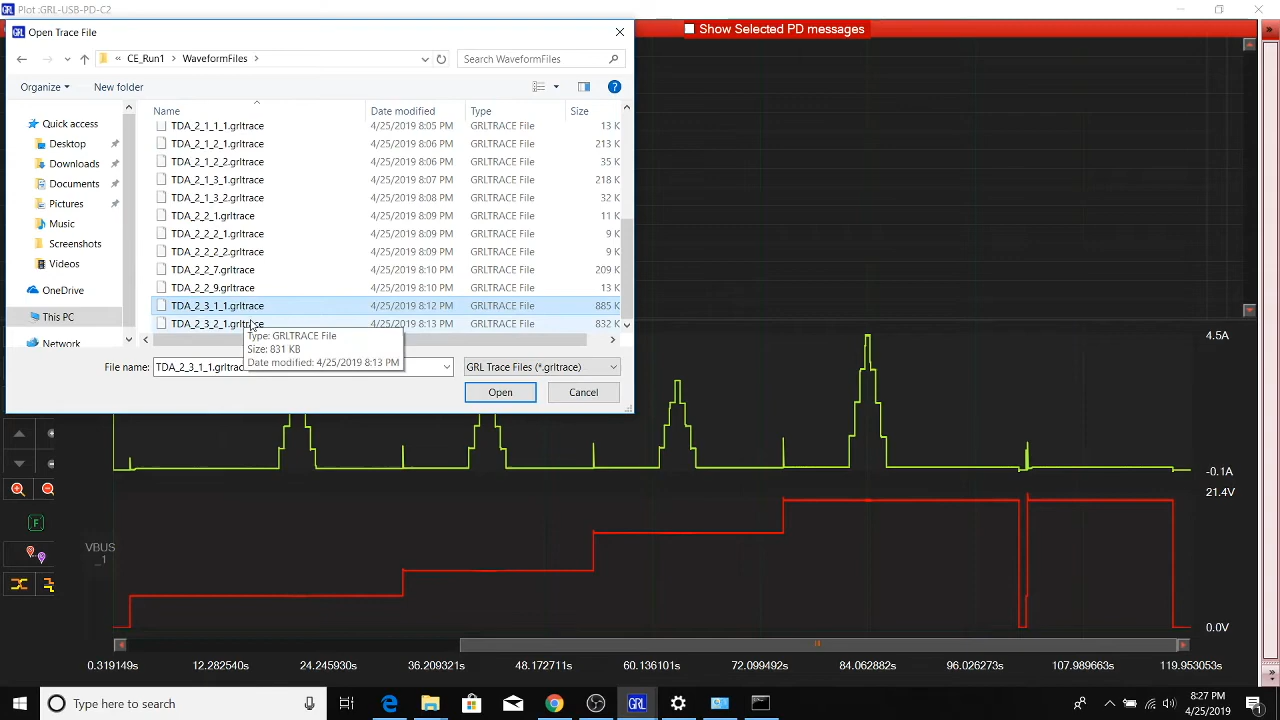 GRL Plot :GRL-USB-PD-C2
GRL Open Trace File
Show Selected PD messages
« CE_Run1 > WaveformFiles >
Search WaveformFiles
Organize
New folder
?
Name Date modified Type Size
Quick access
Desktop
Downloads
Documents
Pictures
Music
Screenshots
Videos
OneDrive
This PC
Network
TDA_2_1_1_1.grltrace 4/25/2019 8:05 PM GRLTRACE File 13 K
TDA_2_1_2_1.grltrace 4/25/2019 8:06 PM GRLTRACE File 213 K
TDA_2_1_2_2.grltrace 4/25/2019 8:06 PM GRLTRACE File 35 K
TDA_2_1_3_1.grltrace 4/25/2019 8:07 PM GRLTRACE File 218 K
TDA_2_1_3_2.grltrace 4/25/2019 8:08 PM GRLTRACE File 32 K
TDA_2_2_1.grltrace 4/25/2019 8:09 PM GRLTRACE File 11 K
TDA_2_2_2_1.grltrace 4/25/2019 8:09 PM GRLTRACE File 9 K
TDA_2_2_2_2.grltrace 4/25/2019 8:09 PM GRLTRACE File 9 K
TDA_2_2_7.grltrace 4/25/2019 8:10 PM GRLTRACE File 209 K
TDA_2_2_9.grltrace 4/25/2019 8:10 PM GRLTRACE File 13 K
TDA_2_3_1_1.grltrace 4/25/2019 8:12 PM GRLTRACE File 885 K
TDA_2_3_2_1.grltrace 4/25/2019 8:13 PM GRLTRACE File 832 K
Type: GRLTRACE File
Size: 831 KB
Date modified: 4/25/2019 8:13 PM
File name: TDA_2_3_1_1.grltrac
GRL Trace Files (*.grltrace)
Open
Cancel
4.5A
-0.1A
21.4V
F
VBUS
_1
0.0V
0.319149s 12.282540s 24.245930s 36.209321s 48.172711s 60.136101s 72.099492s 84.062882s 96.026273s 107.989663s 119.953053s
Type here to search
GRL
8:27 PM
4/25/2019
1